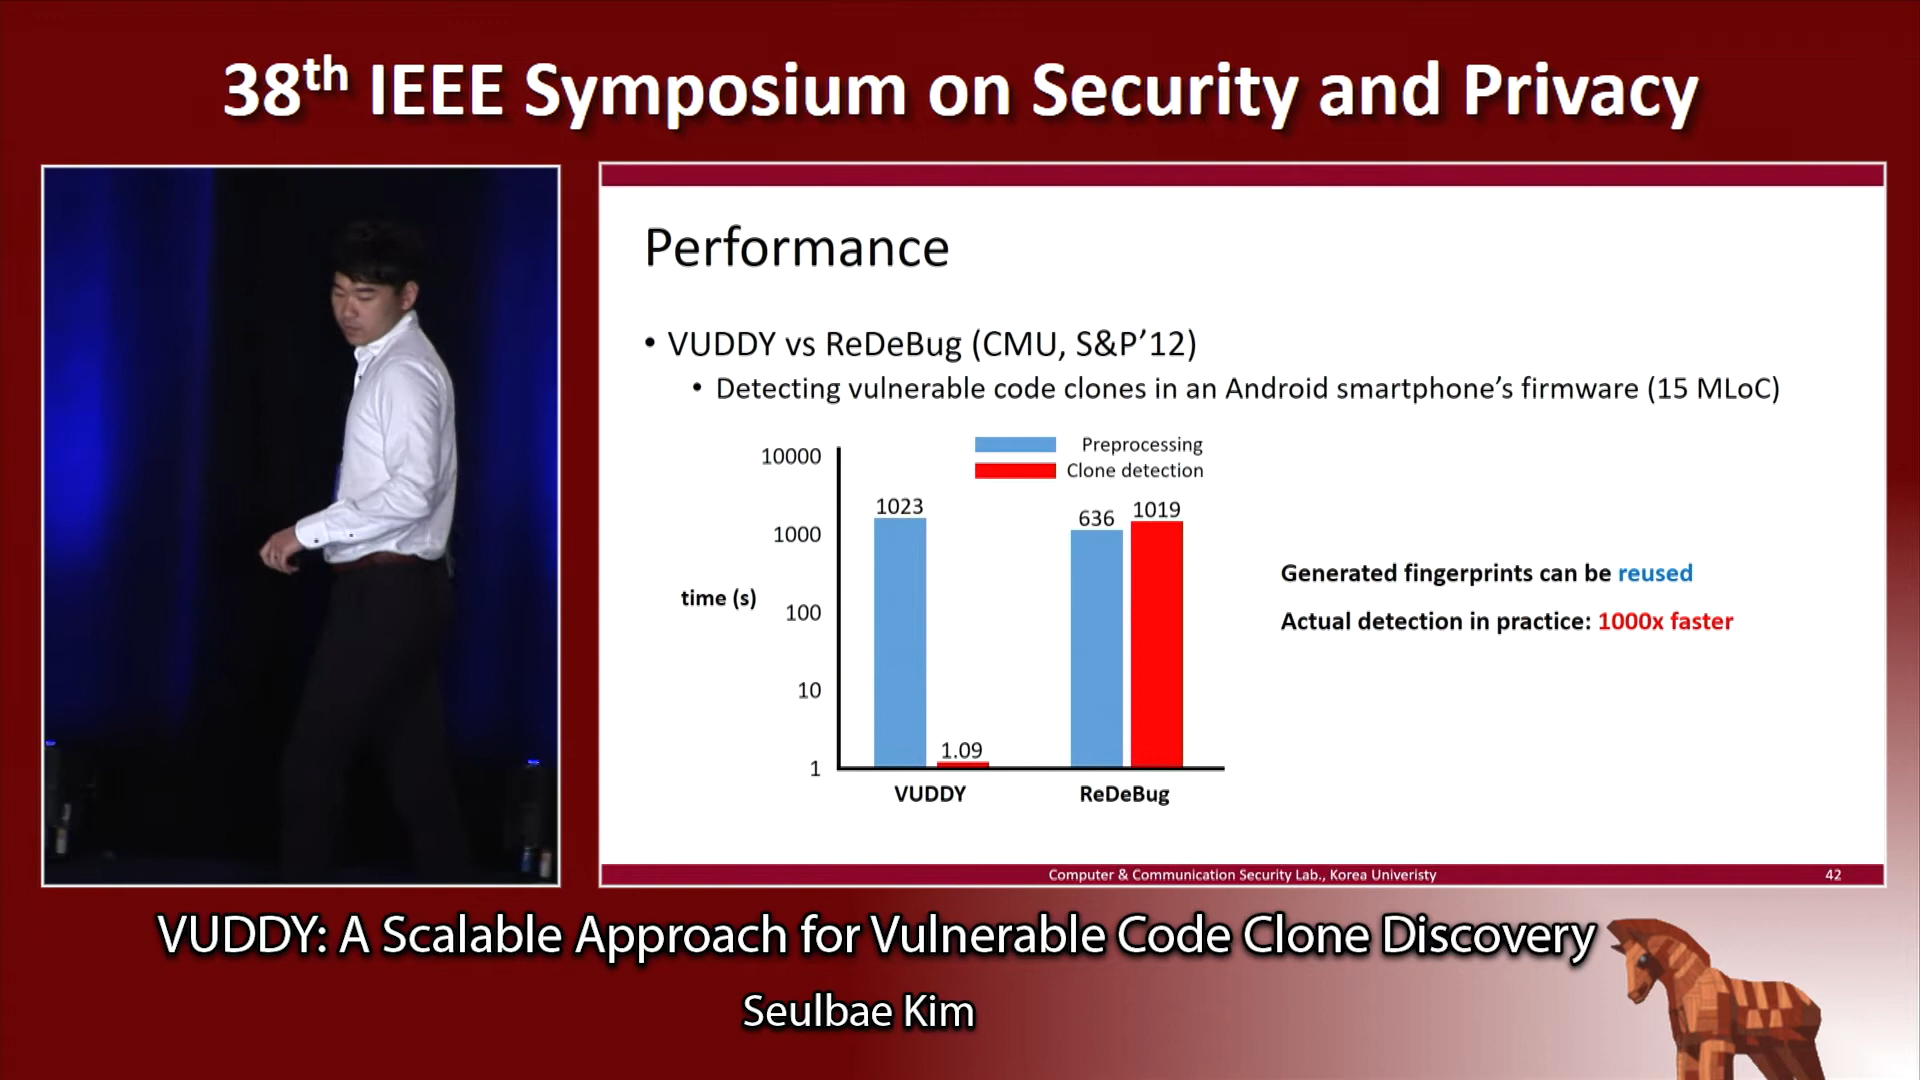 38th IEEE Symposium on Security and Privacy
Performance
• VUDDY vs ReDeBug (CMU, S&P’12)
• Detecting vulnerable code clones in an Android smartphone’s firmware (15 MLoC)
Preprocessing
Clone detection
10000
1000
100
10
1
time (s)
1023
1.09
636
1019
VUDDY
ReDeBug
Generated fingerprints can be reused
Actual detection in practice: 1000x faster
Computer & Communication Security Lab., Korea Univeristy
42
VUDDY: A Scalable Approach for Vulnerable Code Clone Discovery
Seulbae Kim